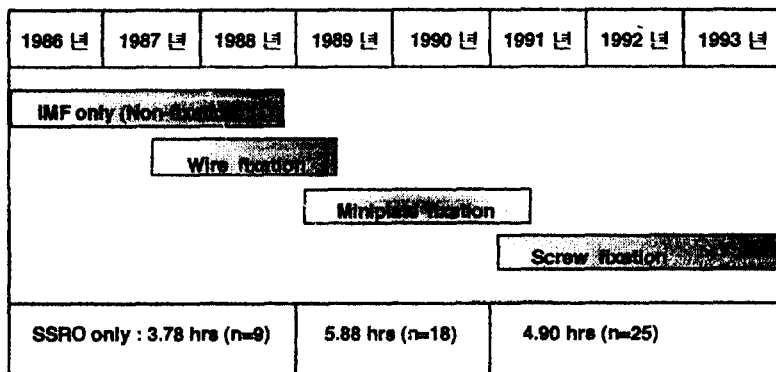 1986 년 1987 년 1988 년 1989 년 1990 년 1991 년 1992 년 1993 년
IMF only (Non-fixation)
Wire fixation
Miniplate fixation
Screw fixation
SSRO only : 3.78 hrs (n=9) 5.88 hrs (n=18) 4.90 hrs (n=25)